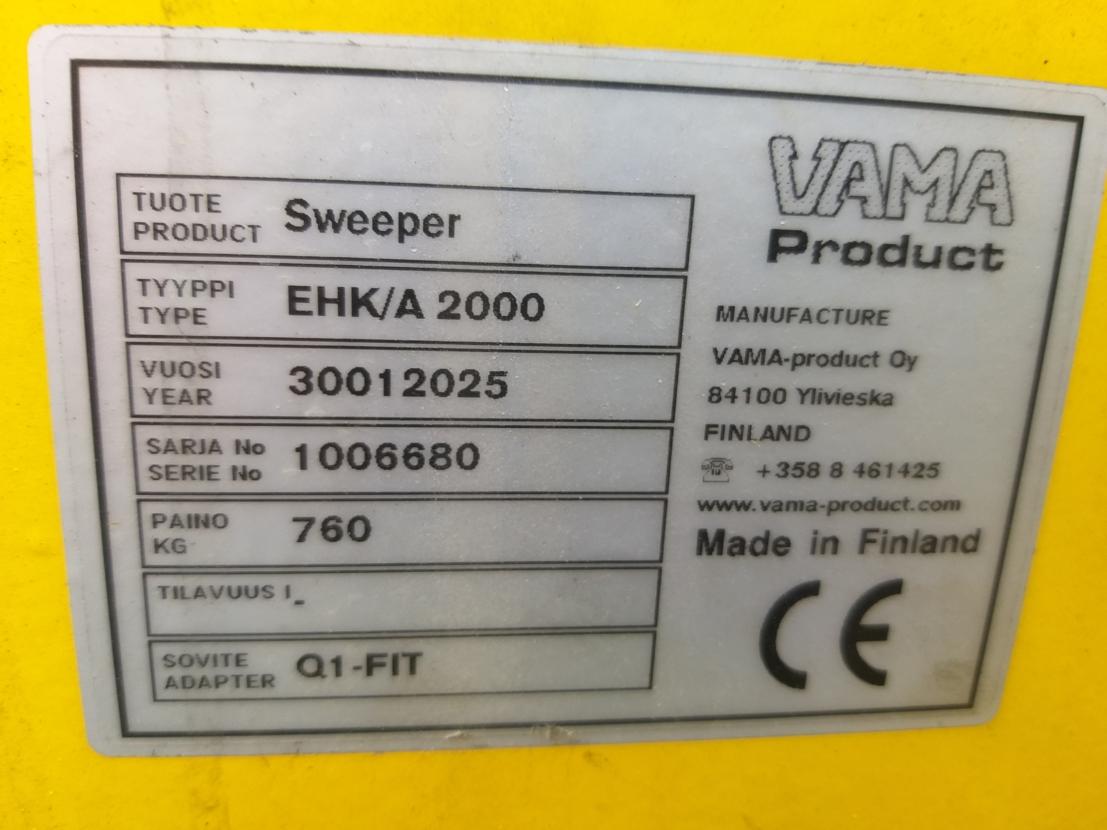 TUOTE
PRODUCT
Sweeper
TYYPPI
TYPE
EHK/A 2000
VUOSI
YEAR
30012025
SARJA No
SERIE No
1006680
PAINO
KG
760
TILAVUUS l
-
SOVITE
ADAPTER
Q1-FIT
VAMA
Product
MANUFACTURE
VAMA-product Oy
84100 Ylivieska
FINLAND
☎ +358 8 461425
www.vama-product.com
Made in Finland
CE